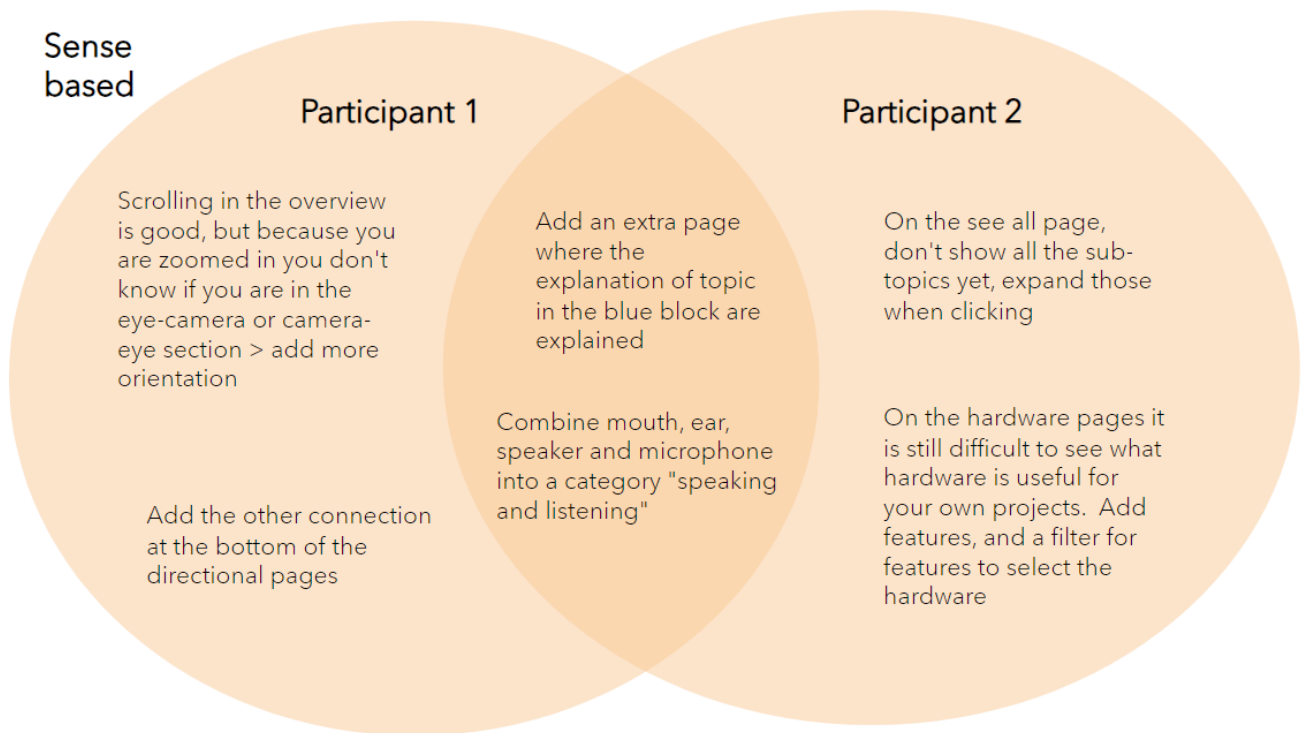 Sense
based
Participant 1
Participant 2
Scrolling in the overview
is good, but because you
are zoomed in you don't
know if you are in the
eye-camera or camera-
eye section > add more
orientation
Add the other connection
at the bottom of the
directional pages
Add an extra page
where the
explanation of topic
in the blue block are
explained
Combine mouth, ear,
speaker and microphone
into a category "speaking
and listening"
On the see all page,
don't show all the sub-
topics yet, expand those
when clicking
On the hardware pages it
is still difficult to see what
hardware is useful for
your own projects.  Add
features, and a filter for
features to select the
hardware